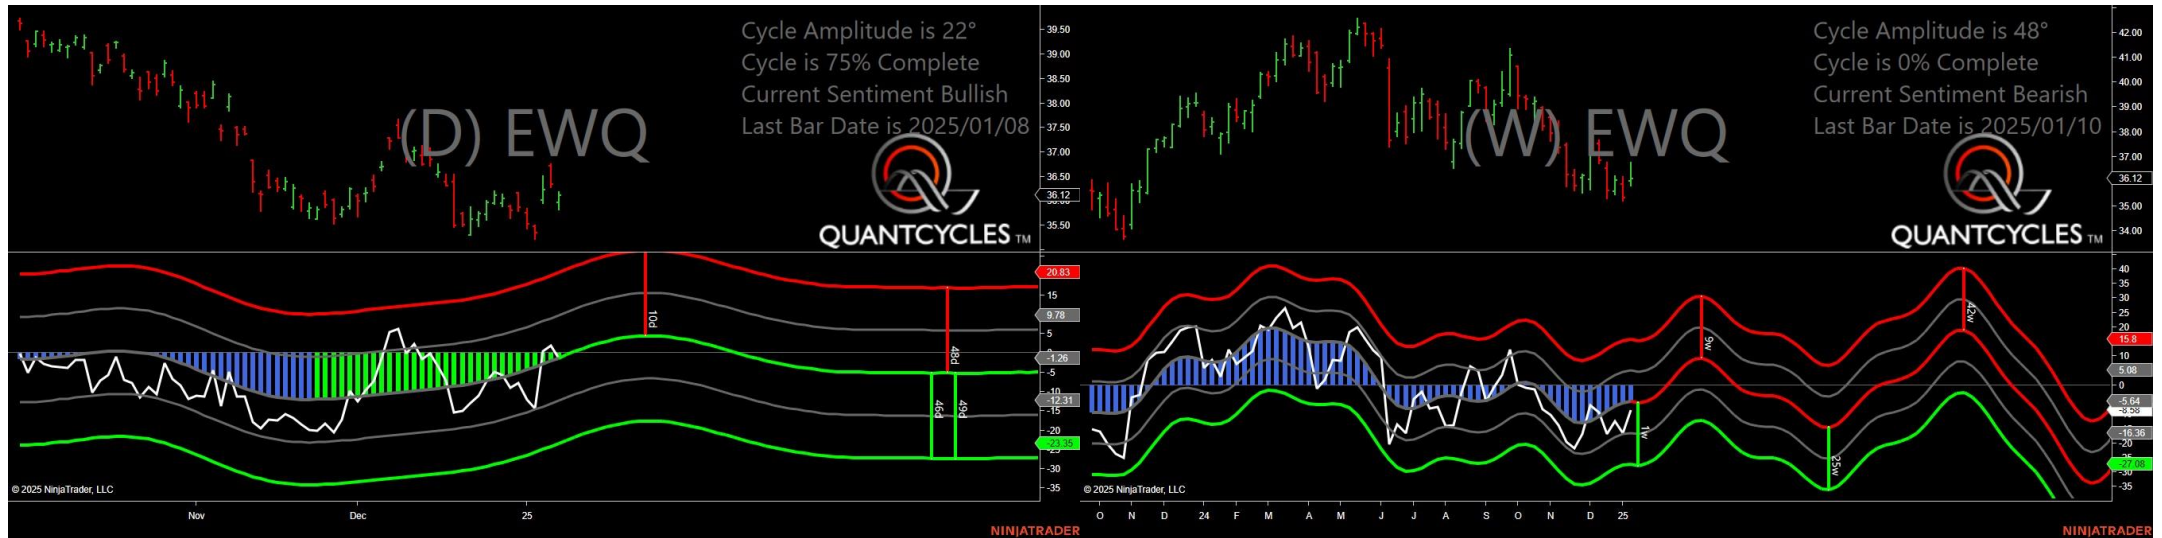 Cycle Amplitude is 22°
Cycle is 75% Complete
Current Sentiment Bullish
Last Bar Date is 2025/01/08
(D) EWQ
QUANTCYCLES TM
39.50
39.00
38.50
38.00
37.50
37.00
36.50
36.12
35.50
20.83
15
9.78
5
-1.26
-5
-10
-12.31
-15
-20
-23.35
-30
-35
10d
48d
46d
49d
© 2025 NinjaTrader, LLC
Nov
Dec
25
NINJATRADER
Cycle Amplitude is 48°
Cycle is 0% Complete
Current Sentiment Bearish
Last Bar Date is 2025/01/10
(W) EWQ
QUANTCYCLES TM
42.00
41.00
40.00
39.00
38.00
37.00
36.12
35.00
34.00
40
35
30
25
20
15.8
10
5.08
0
-5.64
-8.58
-16.36
-20
-27.08
-30
-35
1w
9w
25w
42w
© 2025 NinjaTrader, LLC
O N D 24 F M A M J J A S O N D 25
NINJATRADER